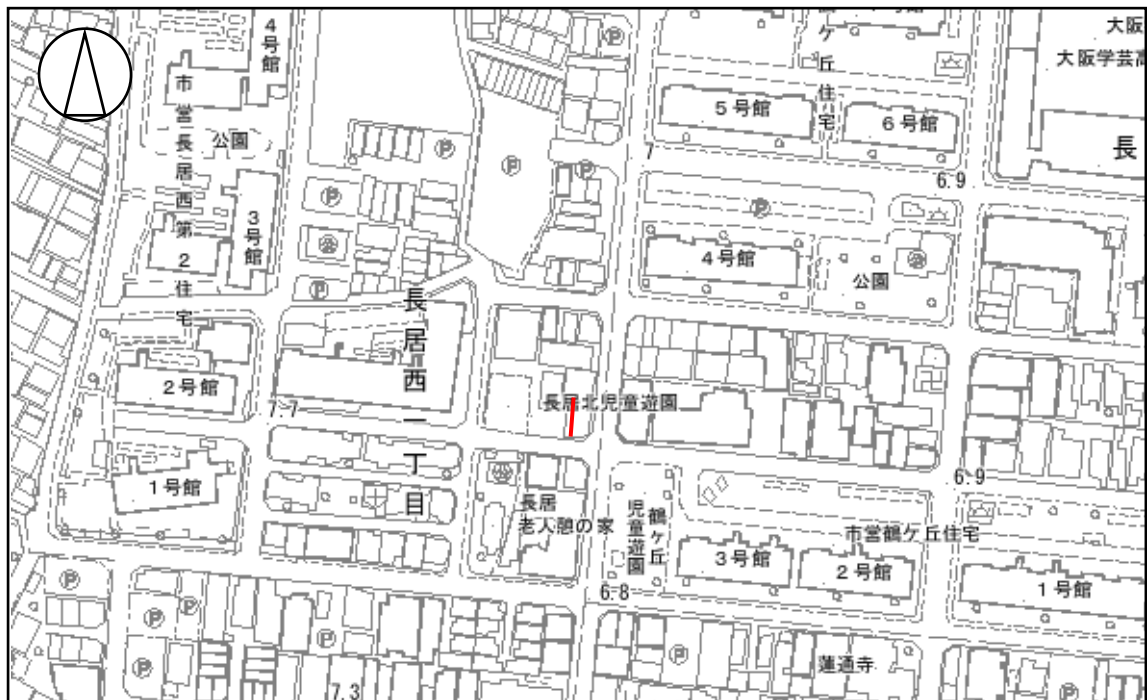 4号館
市営長居西第2住宅
公園
3号館
2号館
1号館
7.7
長居西一丁目
P
P
P
P
P
P
5号館
6号館
大阪
大阪学芸高
長
7
6.9
P
4号館
公園
長居北児童遊園
長居
老人憩の家
鶴ケ丘
児童遊園
6.9
市営鶴ケ丘住宅
3号館
2号館
1号館
6.8
P
P
P
P
P
P
7.3
蓮通寺